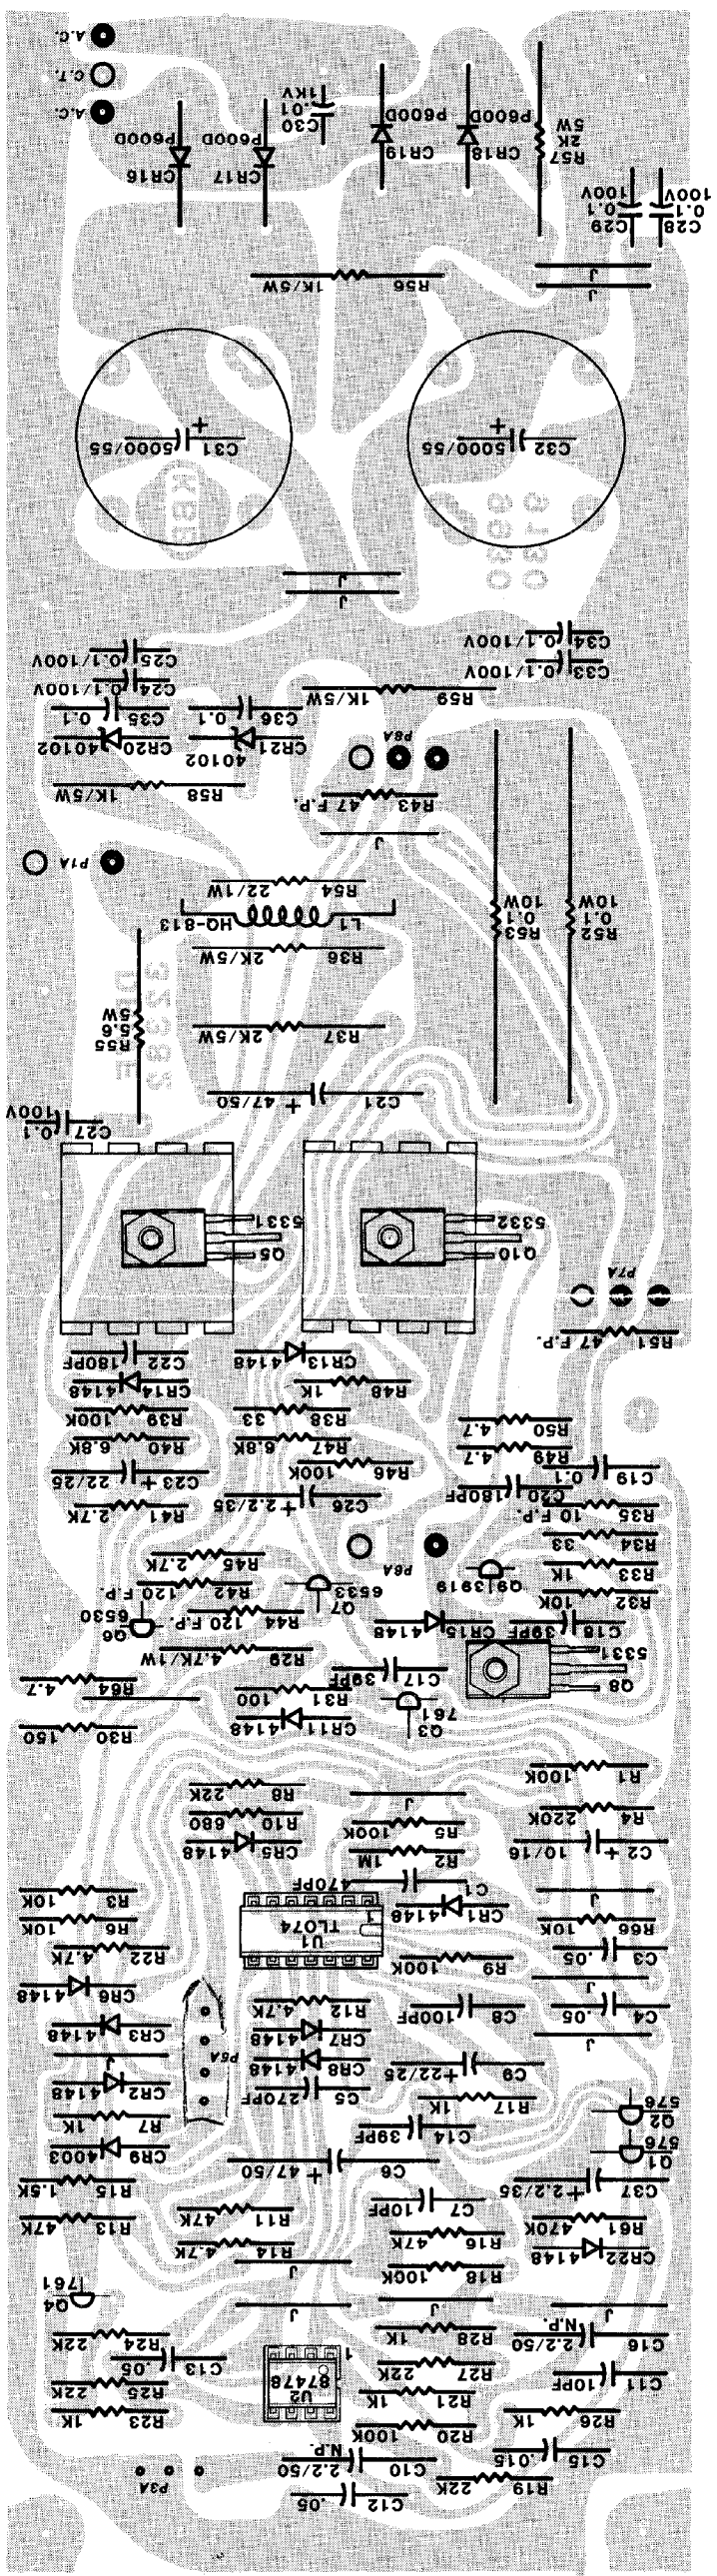 A.C.
C.T.
A.C.
P600D
CR16
P600D
CR17
C30
.01
1KV
P600D
CR19
P600D
CR18
R57
2K
5W
C29
0.1
100V
C28
0.1
100V
R56 1K/5W
J
J
+
C31 5000/55
+
C32 5000/55
9130
9930
J
J
C34 0.1/100V
C33 0.1/100V
C25 0.1/100V
C24 0.1/100V
C35 0.1
C36 0.1
R59 1K/5W
CR20 40102
CR21 40102
P8A
R58 1K/5W
R43 47 F.P.
J
P1A
R54 22/1W
L1 HQ-813
R36 2K/5W
R53
0.1
10W
R52
0.1
10W
R55
5.6
5W
R37 2K/5W
C21 + 47/50
C27 0.1
100V
5331
Q5
5332
Q10
P7A
R51 47 F.P.
C22 180PF
CR13 4148
CR14 4148
R48 1K
R39 100K
R38 33
R50 4.7
R40 6.8K
R47 6.8K
R49 4.7
C23 + 22/25
R46 100K
C19 0.1
C26 + 2.2/35
C20 180PF
R41 2.7K
R35 10 F.P.
R34 33
R45 2.7K
P6A
R33 1K
R42 120 F.P.
Q7
6533
Q9 3919
R32 10K
Q6
6530
R44 120 F.P.
CR15 4148
C18 39PF
R29 4.7K/1W
5331
Q8
C17 39PF
R64 4.7
R31 100
Q3
761
R30 150
CR11 4148
R1 100K
R8 22K
J
R4 220K
R10 680
R5 100K
CR5 4148
R2 1M
C2 + 10/16
C1 470PF
R3 10K
J
CR1 4148
R6 10K
U1
TL074
1
R66 10K
R22 4.7K
C3 .05
R9 100K
CR6 4148
J
R12 4.7K
C8 100PF
C4 .05
CR3 4148
CR7 4148
P5A
J
J
CR8 4148
C9 + 22/25
CR2 4148
C5 270PF
R17 1K
R7 1K
Q2
576
C14 39PF
CR9 4003
Q1
576
C6 + 47/50
R15 1.5K
C37 + 2.2/35
C7 10PF
R11 47K
R13 47K
R16 47K
R61 470K
R14 4.7K
CR22 4148
J
R18 100K
Q4
761
J
J
J
R28 1K
C16 2.2/50
N.P.
R24 22K
C13 .05
U2
87478
1
R27 22K
C11 10PF
R25 22K
R21 1K
R23 1K
R26 1K
R20 100K
C10 2.2/50
N.P.
C15 .015
P3A
R19 22K
C12 .05